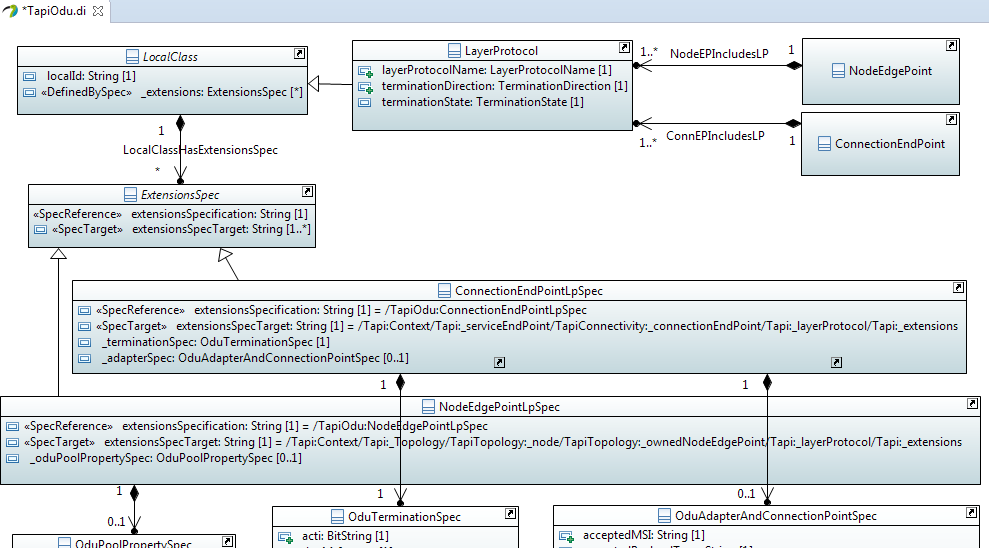 *TapiOdu.di
LocalClass
localId: String [1]
«DefinedBySpec» _extensions: ExtensionsSpec [*]
LayerProtocol
layerProtocolName: LayerProtocolName [1]
terminationDirection: TerminationDirection [1]
terminationState: TerminationState [1]
1..*
NodeEPIncludesLP
1
NodeEdgePoint
1..*
ConnEPIncludesLP
1
ConnectionEndPoint
1
LocalClassHasExtensionsSpec
*
ExtensionsSpec
«SpecReference» extensionsSpecification: String [1]
«SpecTarget» extensionsSpecTarget: String [1..*]
ConnectionEndPointLpSpec
«SpecReference» extensionsSpecification: String [1] = /TapiOdu:ConnectionEndPointLpSpec
«SpecTarget» extensionsSpecTarget: String [1] = /Tapi:Context/Tapi:_serviceEndPoint/TapiConnectivity:_connectionEndPoint/Tapi:_layerProtocol/Tapi:_extensions
_terminationSpec: OduTerminationSpec [1]
_adapterSpec: OduAdapterAndConnectionPointSpec [0..1]
1
1
NodeEdgePointLpSpec
«SpecReference» extensionsSpecification: String [1] = /TapiOdu:NodeEdgePointLpSpec
«SpecTarget» extensionsSpecTarget: String [1] = /Tapi:Context/Tapi:_Topology/TapiTopology:_node/TapiTopology:_ownedNodeEdgePoint/Tapi:_layerProtocol/Tapi:_extensions
_oduPoolPropertySpec: OduPoolPropertySpec [0..1]
1
0..1
1
0..1
OduPoolPropertySpec
OduTerminationSpec
acti: BitString [1]
OduAdapterAndConnectionPointSpec
acceptedMSI: String [1]